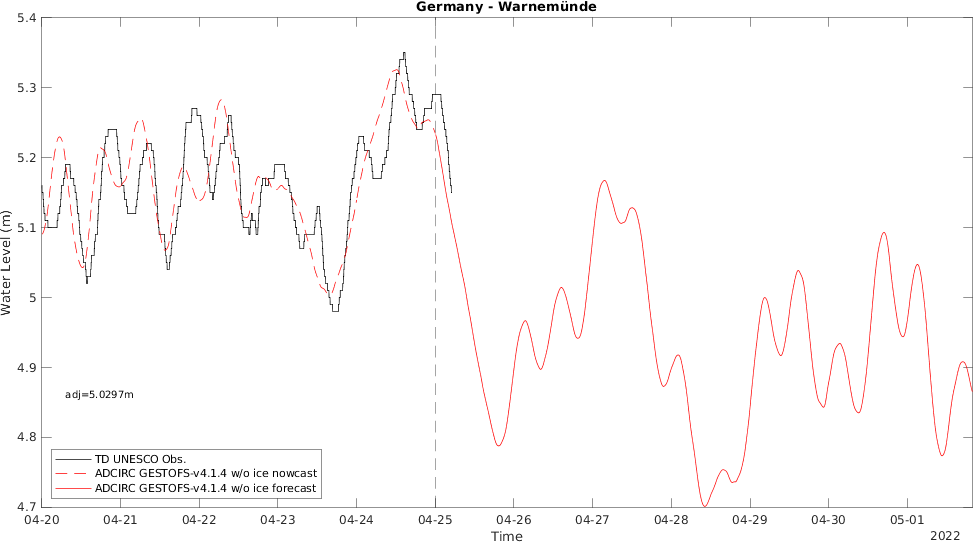 Germany - Warnemünde
5.4
5.3
5.2
5.1
5
4.9
4.8
4.7
Water Level (m)
adj=5.0297m
TD UNESCO Obs.
ADCIRC GESTOFS-v4.1.4 w/o ice nowcast
ADCIRC GESTOFS-v4.1.4 w/o ice forecast
04-20 04-21 04-22 04-23 04-24 04-25 04-26 04-27 04-28 04-29 04-30 05-01
Time
2022